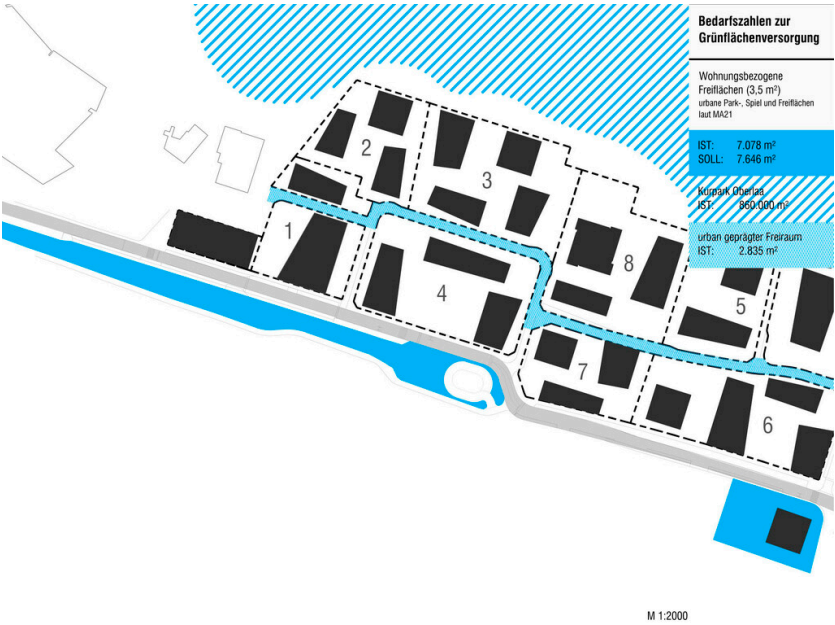 Bedarfszahlen zur
Grünflächenversorgung
Wohnungsbezogene
Freiflächen (3,5 m²)
urbane Park-, Spiel und Freiflächen
laut MA21
IST: 7.078 m²
SOLL: 7.646 m²
Kurpark Oberlaa
IST: 860.000 m²
urban geprägter Freiraum
IST: 2.835 m²
2
3
1
8
4
5
7
6
M 1:2000